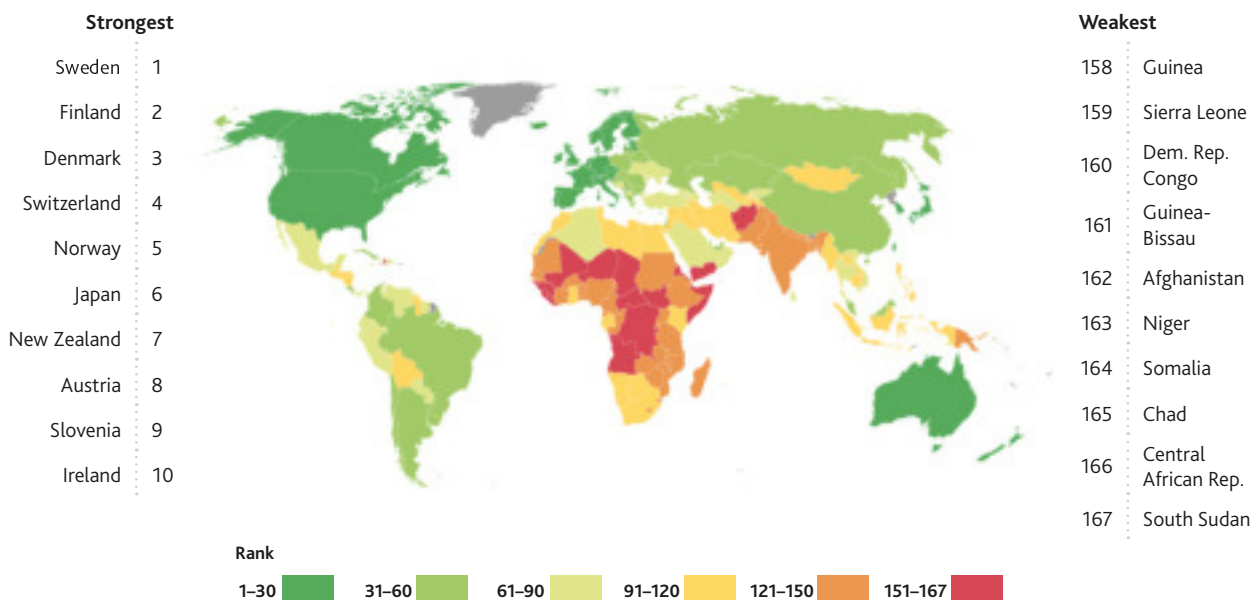 Strongest
Sweden 1
Finland 2
Denmark 3
Switzerland 4
Norway 5
Japan 6
New Zealand 7
Austria 8
Slovenia 9
Ireland 10
Weakest
158 Guinea
159 Sierra Leone
160 Dem. Rep.
Congo
161 Guinea-
Bissau
162 Afghanistan
163 Niger
164 Somalia
165 Chad
166 Central
African Rep.
167 South Sudan
Rank
1–30 31–60 61–90 91–120 121–150 151–167